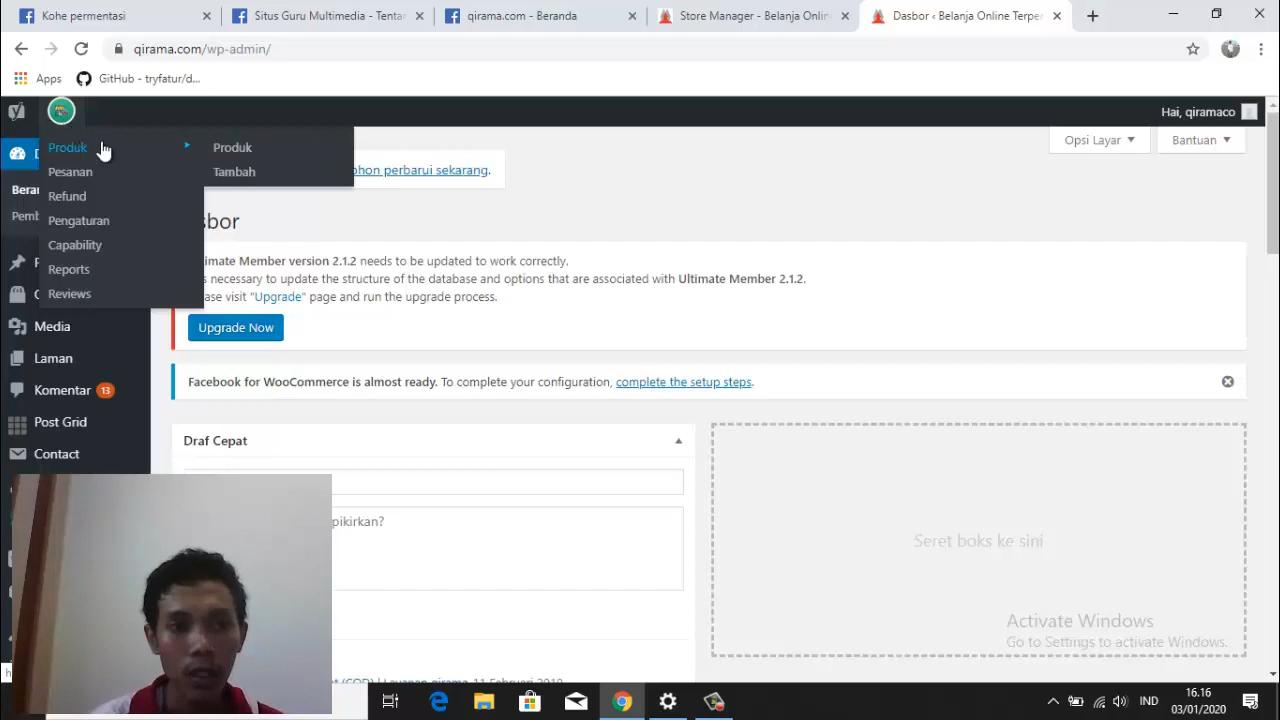 Kohe permentasi
Situs Guru Multimedia - Tenta
qirama.com - Beranda
Store Manager - Belanja Onlin
Dasbor ‹ Belanja Online Terper
qirama.com/wp-admin/
Apps
GitHub - tryfatur/d...
Hai, qiramaco
Produk
Pesanan
Refund
Pengaturan
Capability
Reports
Reviews
Produk
Tambah
Opsi Layar
Bantuan
ohon perbarui sekarang.
Berar
Pemb
sbor
timate Member version 2.1.2 needs to be updated to work correctly.
s necessary to update the structure of the database and options that are associated with Ultimate Member 2.1.2.
ase visit "Upgrade" page and run the upgrade process.
Upgrade Now
Media
Laman
Komentar 13
Post Grid
Contact
Facebook for WooCommerce is almost ready. To complete your configuration, complete the setup steps.
Draf Cepat
pikirkan?
Seret boks ke sini
Activate Windows
Go to Settings to activate Windows.
IND
16.16
03/01/2020